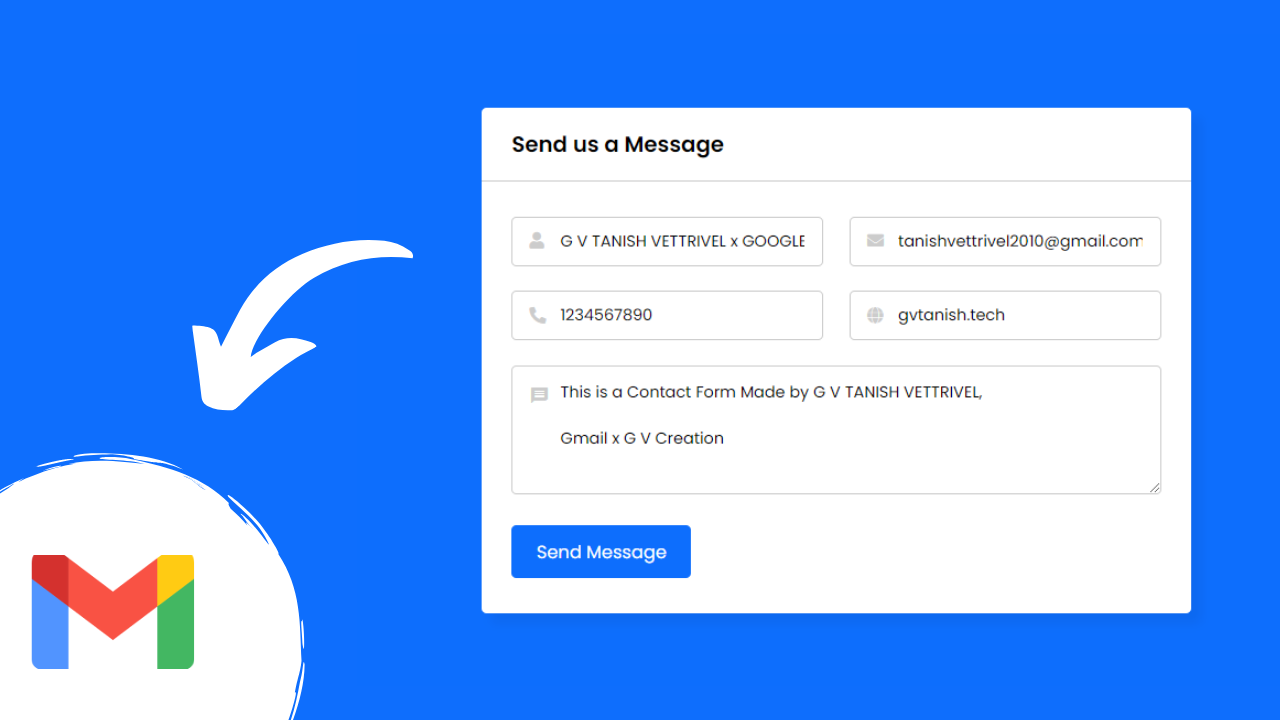 Send us a Message
G V TANISH VETTRIVEL x GOOGLE
tanishvettrivel2010@gmail.com
1234567890
gvtanish.tech
This is a Contact Form Made by G V TANISH VETTRIVEL,
Gmail x G V Creation
Send Message